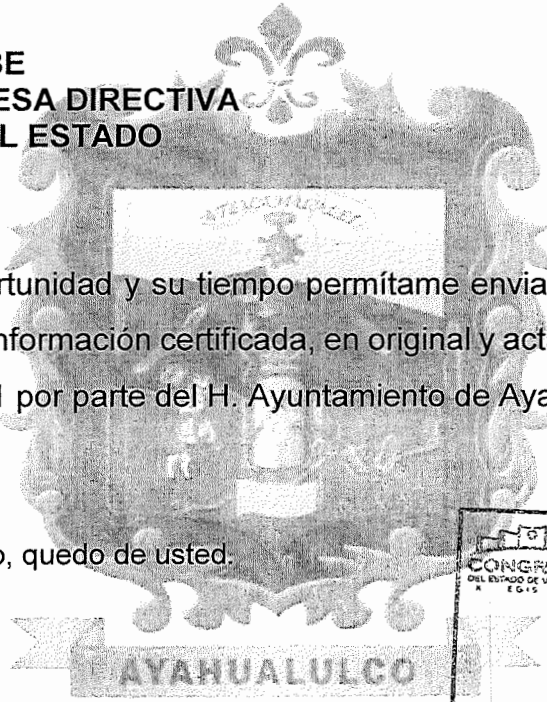 BE
ESA DIRECTIVA
L ESTADO
rtunidad y su tiempo permítame envia
nformación certificada, en original y act
l por parte del H. Ayuntamiento de Aya
o, quedo de usted.
CONGR
DEL ESTADO DE V
AYAHUALULCO